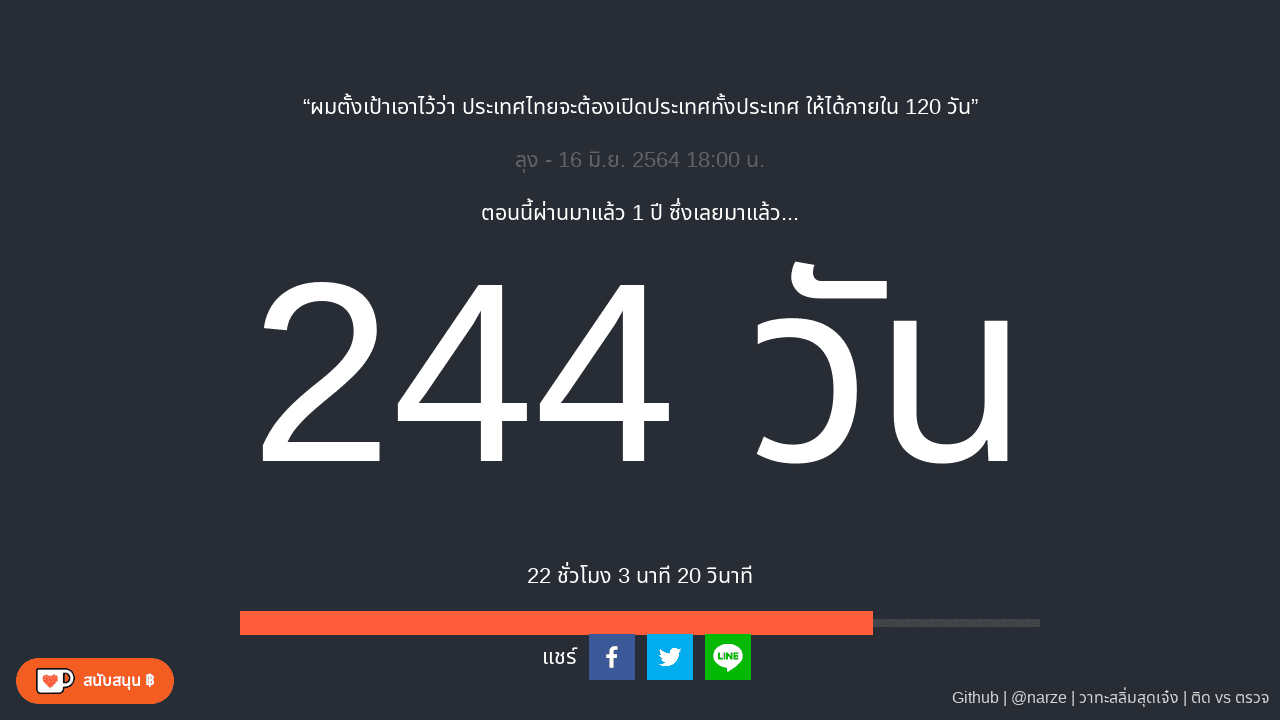 “ผมตั้งเป้าเอาไว้ว่า ประเทศไทยจะต้องเปิดประเทศทั้งประเทศ ให้ได้ภายใน 120 วัน”
ลุง - 16 มิ.ย. 2564 18:00 น.
ตอนนี้ผ่านมาแล้ว 1 ปี ซึ่งเลยมาแล้ว...
244 วัน
22 ชั่วโมง 3 นาที 20 วินาที
แชร์
LINE
สนับสนุน ฿
Github | @narze | วาทะสลิ่มสุดเจ๋ง | ติด vs ตรวจ